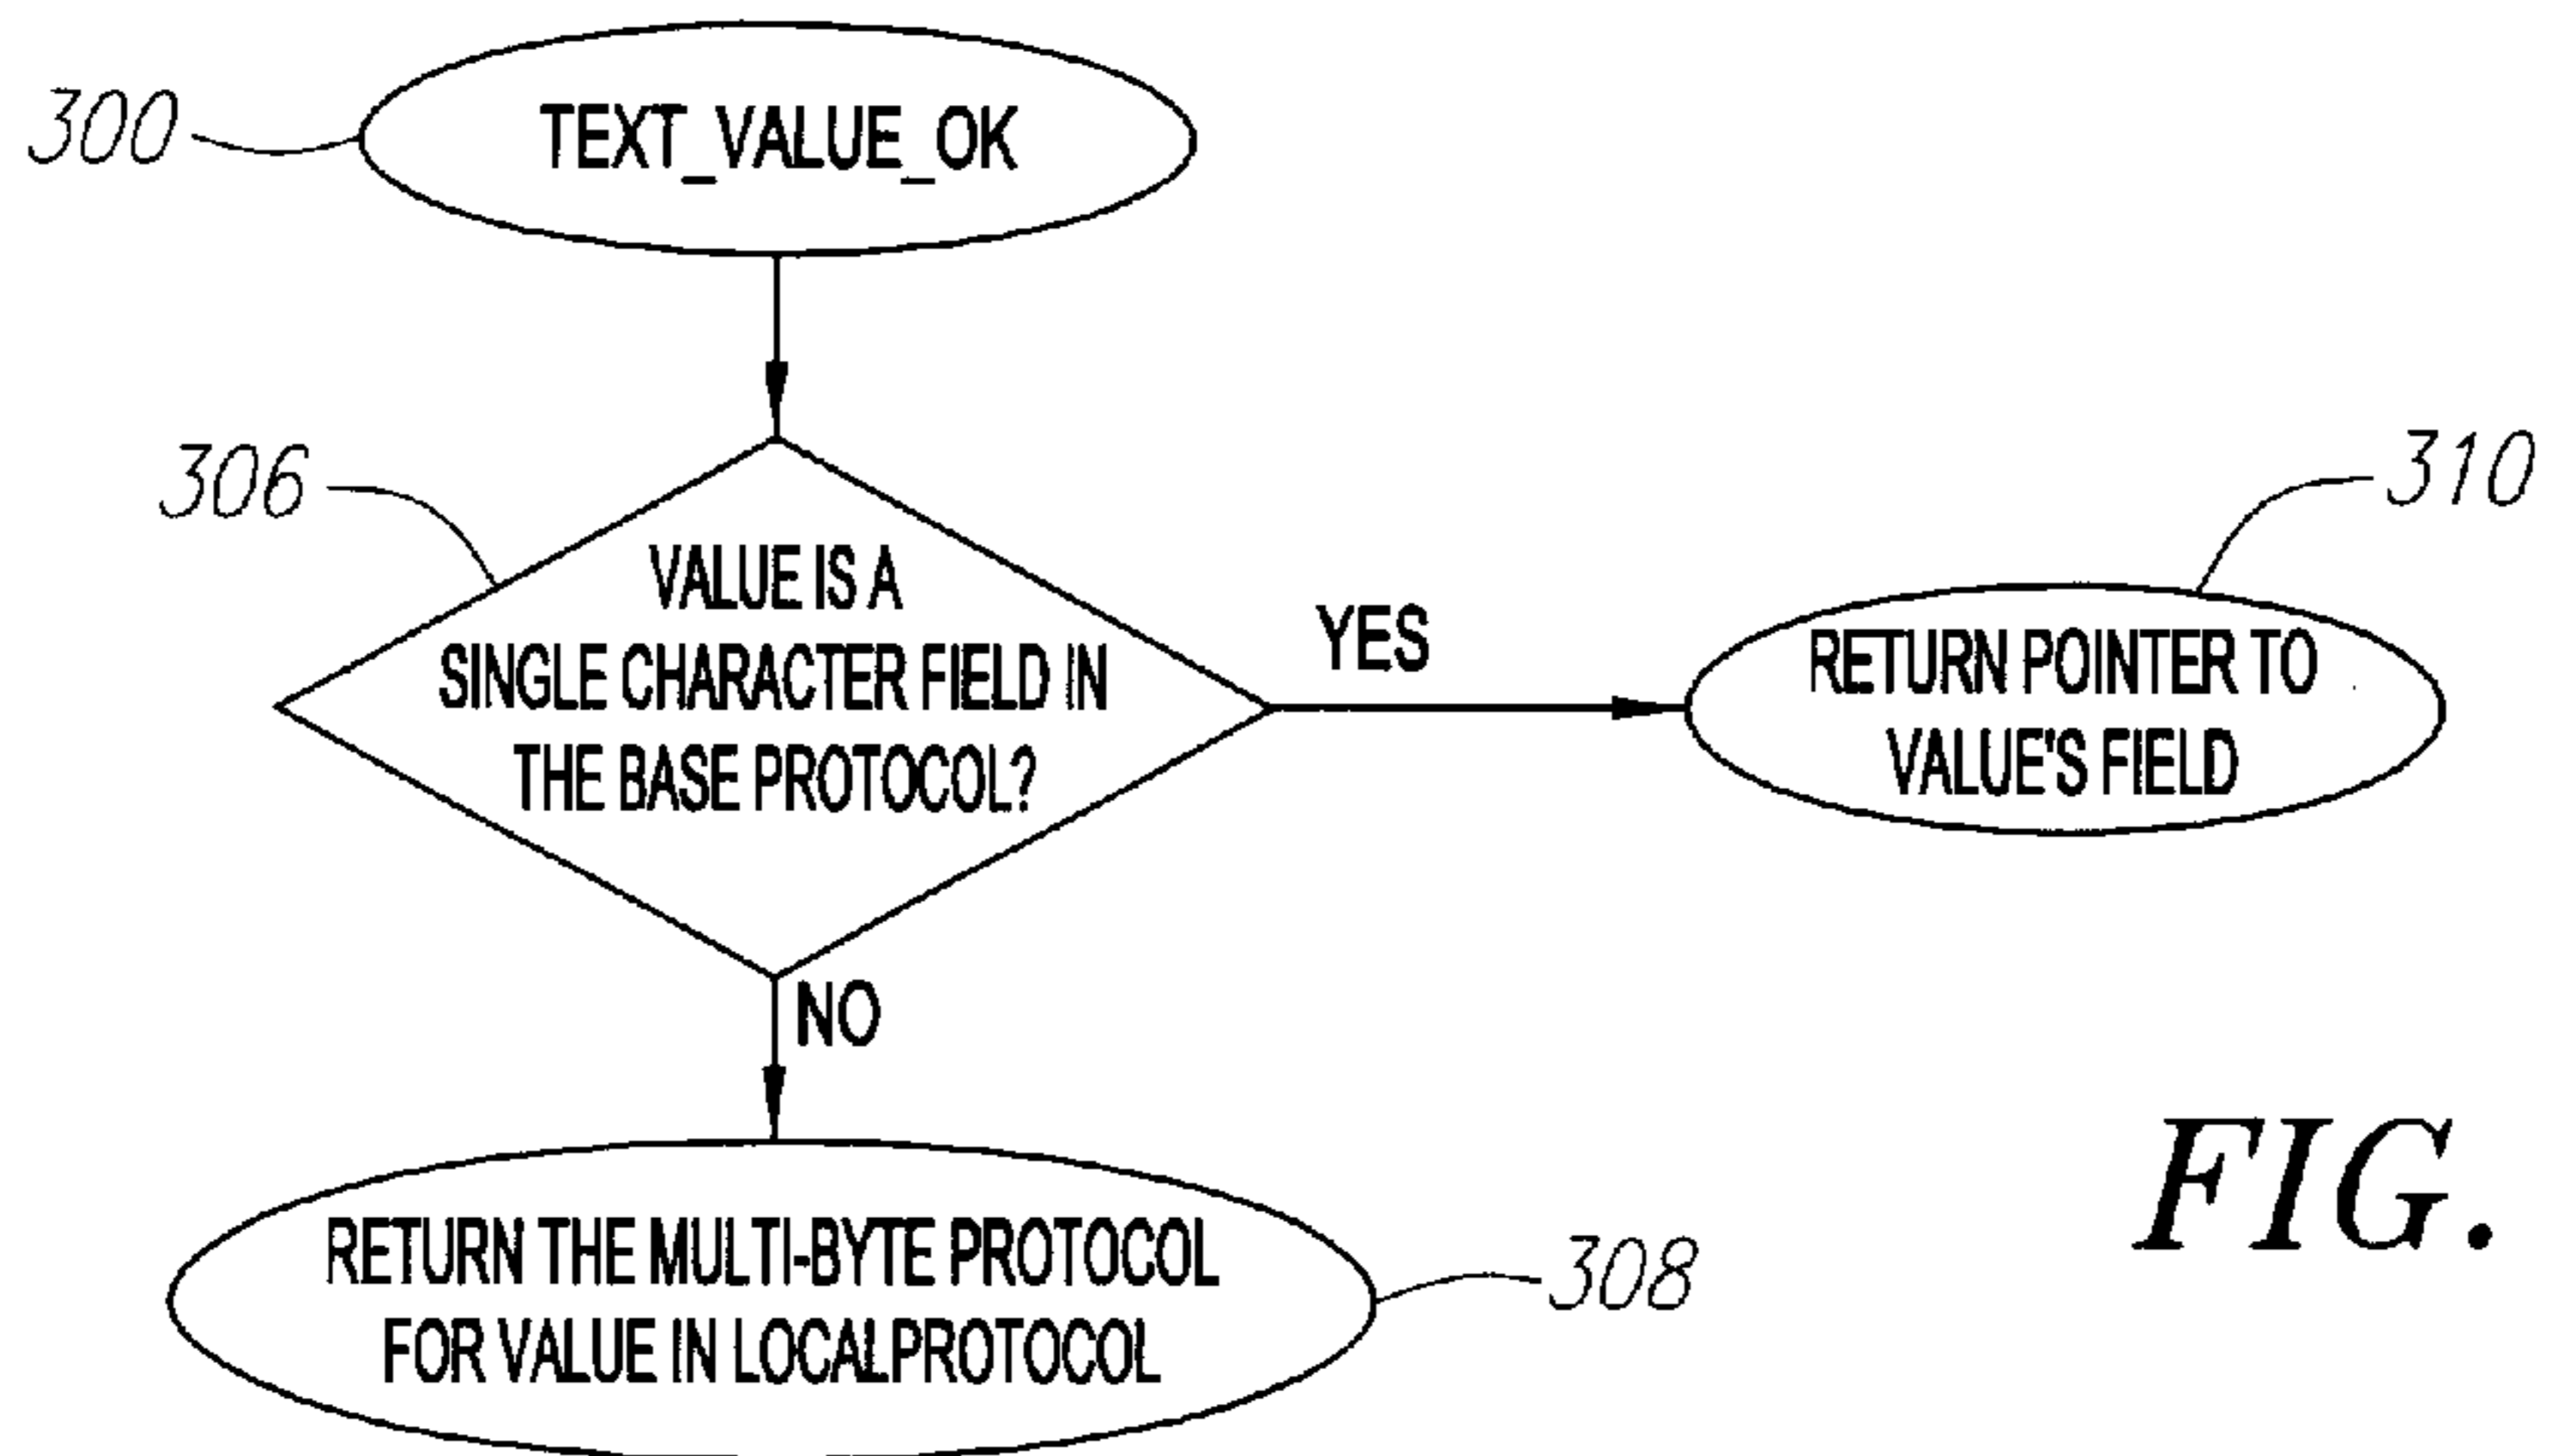 300
TEXT_VALUE_OK
306
VALUE IS A
SINGLE CHARACTER FIELD IN
THE BASE PROTOCOL?
YES
310
RETURN POINTER TO
VALUE'S FIELD
NO
RETURN THE MULTI-BYTE PROTOCOL
FOR VALUE IN LOCALPROTOCOL
308
FIG.